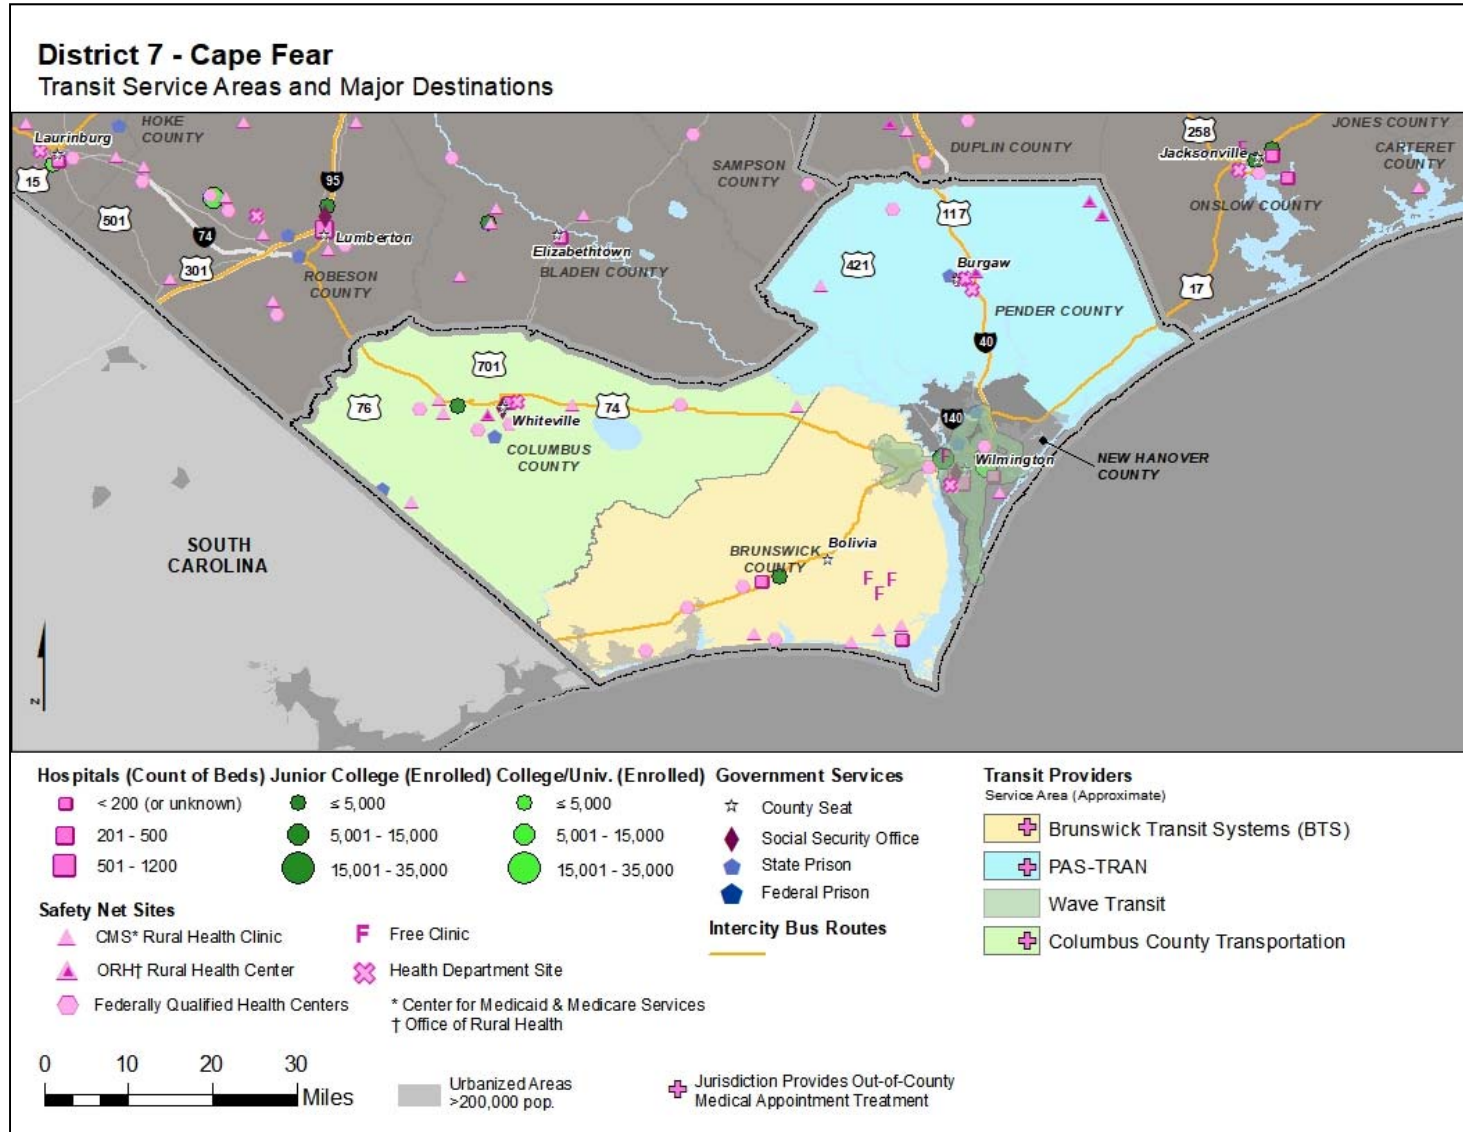 District 7 - Cape Fear
Transit Service Areas and Major Destinations
HOKE
COUNTY
Laurinburg
15
501
74
301
95
Lumberton
ROBESON
COUNTY
Elizabethtown
BLADEN COUNTY
SAMPSON
COUNTY
DUPLIN COUNTY
258
Jacksonville
JONES COUNTY
CARTERET
COUNTY
ONSLOW COUNTY
17
117
421
Burgaw
PENDER COUNTY
40
701
76
74
Whiteville
COLUMBUS
COUNTY
140
Wilmington
NEW HANOVER
COUNTY
F
SOUTH
CAROLINA
Bolivia
BRUNSWICK
COUNTY
F
F
F
N
Hospitals (Count of Beds)
< 200 (or unknown)
201 - 500
501 - 1200
Junior College (Enrolled)
≤ 5,000
5,001 - 15,000
15,001 - 35,000
College/Univ. (Enrolled)
≤ 5,000
5,001 - 15,000
15,001 - 35,000
Government Services
County Seat
Social Security Office
State Prison
Federal Prison
Intercity Bus Routes
Transit Providers
Service Area (Approximate)
Brunswick Transit Systems (BTS)
PAS-TRAN
Wave Transit
Columbus County Transportation
Safety Net Sites
CMS* Rural Health Clinic
ORH† Rural Health Center
Federally Qualified Health Centers
F Free Clinic
Health Department Site
* Center for Medicaid & Medicare Services
† Office of Rural Health
0 10 20 30
Miles
Urbanized Areas
>200,000 pop.
Jurisdiction Provides Out-of-County
Medical Appointment Treatment